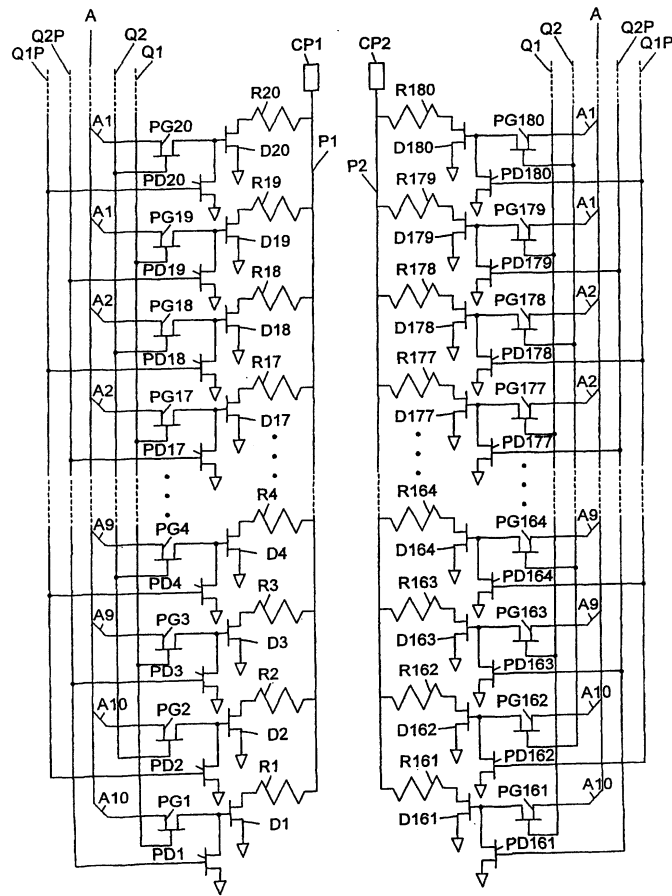 A A
Q2P Q2 Q2 Q2P
Q1P Q1 CP1 CP2 Q1 Q1P
R20 R180
A1 PG20 P1 PG180 A1
D20 P2 D180
PD20 PD180
R19 R179
A1 PG19 PG179 A1
D19 D179
PD19 PD179
R18 R178
A2 PG18 PG178 A2
D18 D178
PD18 PD178
R17 R177
A2 PG17 PG177 A2
D17 D177
PD17 PD177
R4 R164
A9 PG4 PG164 A9
D4 D164
PD4 PD164
R3 R163
A9 PG3 PG163 A9
D3 D163
PD3 PD163
R2 R162
A10 PG2 PG162 A10
D2 D162
PD2 PD162
R1 R161
A10 PG1 PG161 A10
D1 D161
PD1 PD161